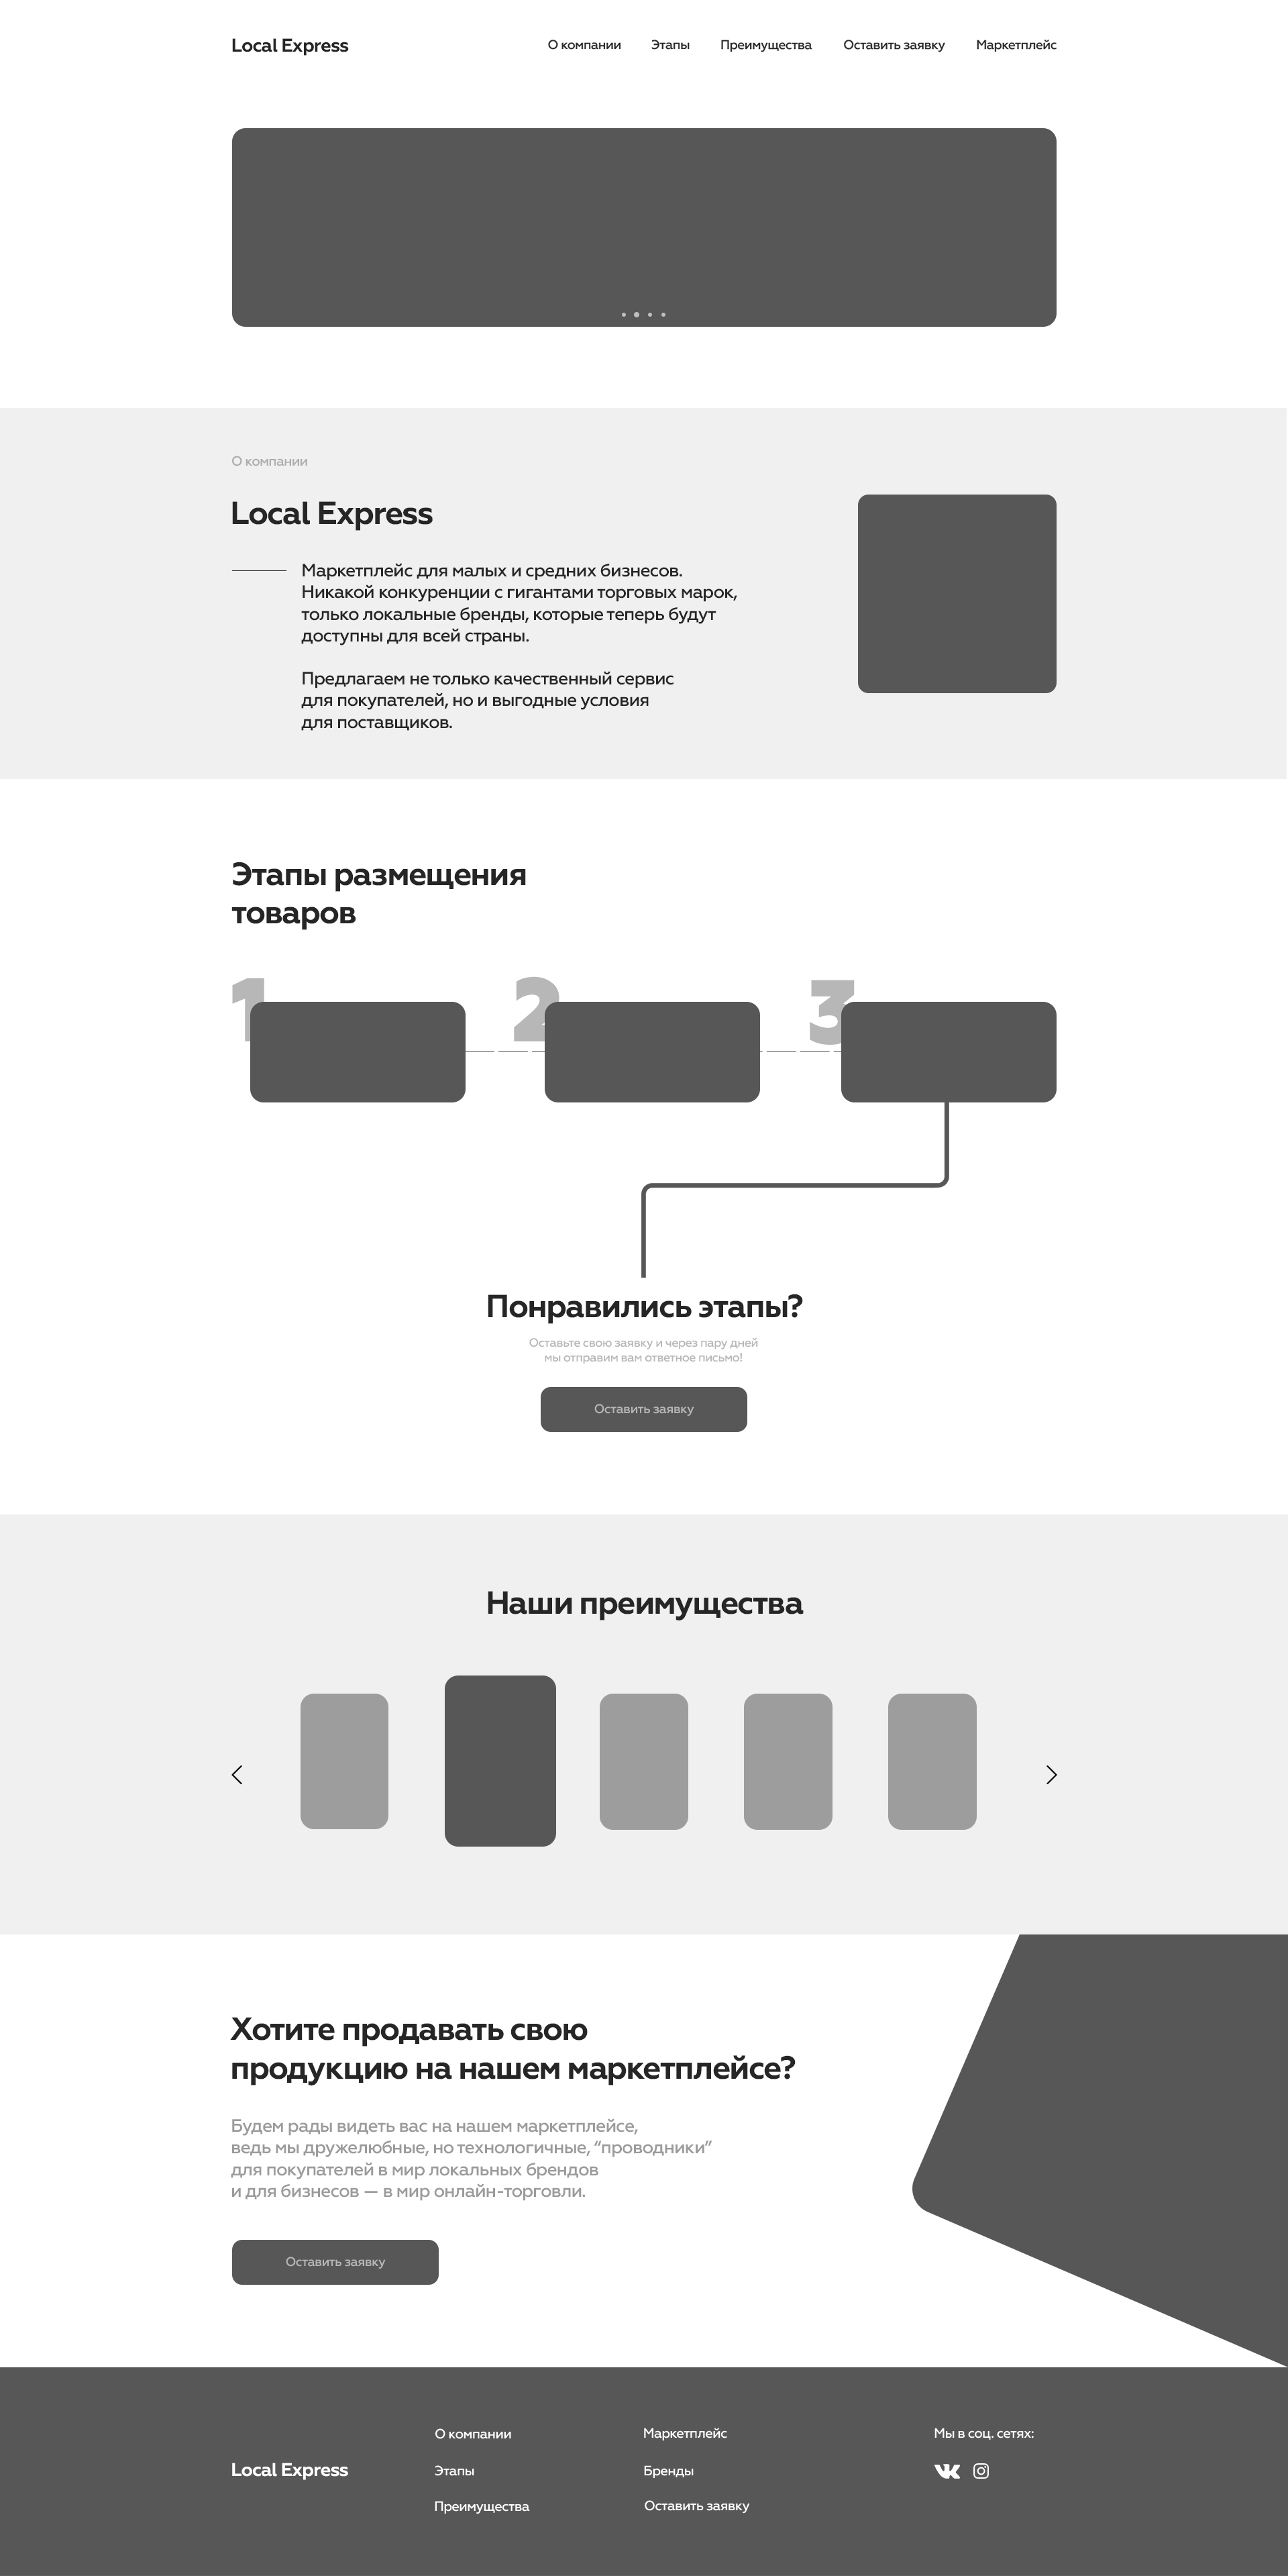 Local Express
О компании
Этапы
Преимущества
Оставить заявку
Маркетплейс
О компании
Local Express
Маркетплейс для малых и средних бизнесов.
Никакой конкуренции с гигантами торговых марок,
только локальные бренды, которые теперь будут
доступны для всей страны.
Предлагаем не только качественный сервис
для покупателей, но и выгодные условия
для поставщиков.
Этапы размещения
товаров
1
2
3
Понравились этапы?
Оставьте свою заявку и через пару дней
мы отправим вам ответное письмо!
Оставить заявку
Наши преимущества
Хотите продавать свою
продукцию на нашем маркетплейсе?
Будем рады видеть вас на нашем маркетплейсе,
ведь мы дружелюбные, но технологичные, “проводники”
для покупателей в мир локальных брендов
и для бизнесов — в мир онлайн-торговли.
Оставить заявку
Local Express
О компании
Этапы
Преимущества
Маркетплейс
Бренды
Оставить заявку
Мы в соц. сетях: